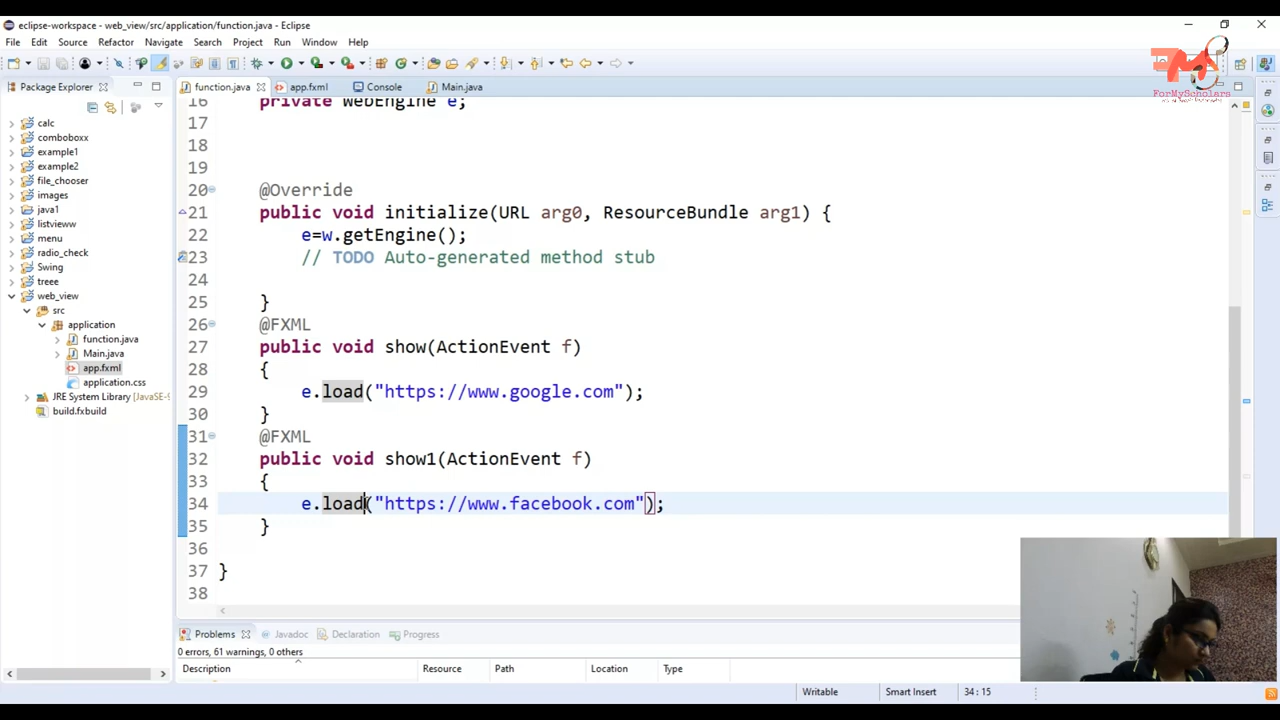 eclipse-workspace - web_view/src/application/function.java - Eclipse
File Edit Source Refactor Navigate Search Project Run Window Help
ForMyScholars
Package Explorer
function.java app.fxml Console Main.java
calc
comboboxx
example1
example2
file_chooser
images
java1
listvieww
menu
radio_check
Swing
treee
web_view
src
application
function.java
Main.java
app.fxml
application.css
JRE System Library [JavaSE-9
build.fxbuild
16 private WebEngine e;
17
18
19
20 @Override
21 public void initialize(URL arg0, ResourceBundle arg1) {
22 e=w.getEngine();
23 // TODO Auto-generated method stub
24
25 }
26 @FXML
27 public void show(ActionEvent f)
28 {
29 e.load("https://www.google.com");
30 }
31 @FXML
32 public void show1(ActionEvent f)
33 {
34 e.load("https://www.facebook.com");
35 }
36
37 }
38
Problems Javadoc Declaration Progress
0 errors, 61 warnings, 0 others
Description Resource Path Location Type
Writable Smart Insert 34 : 15